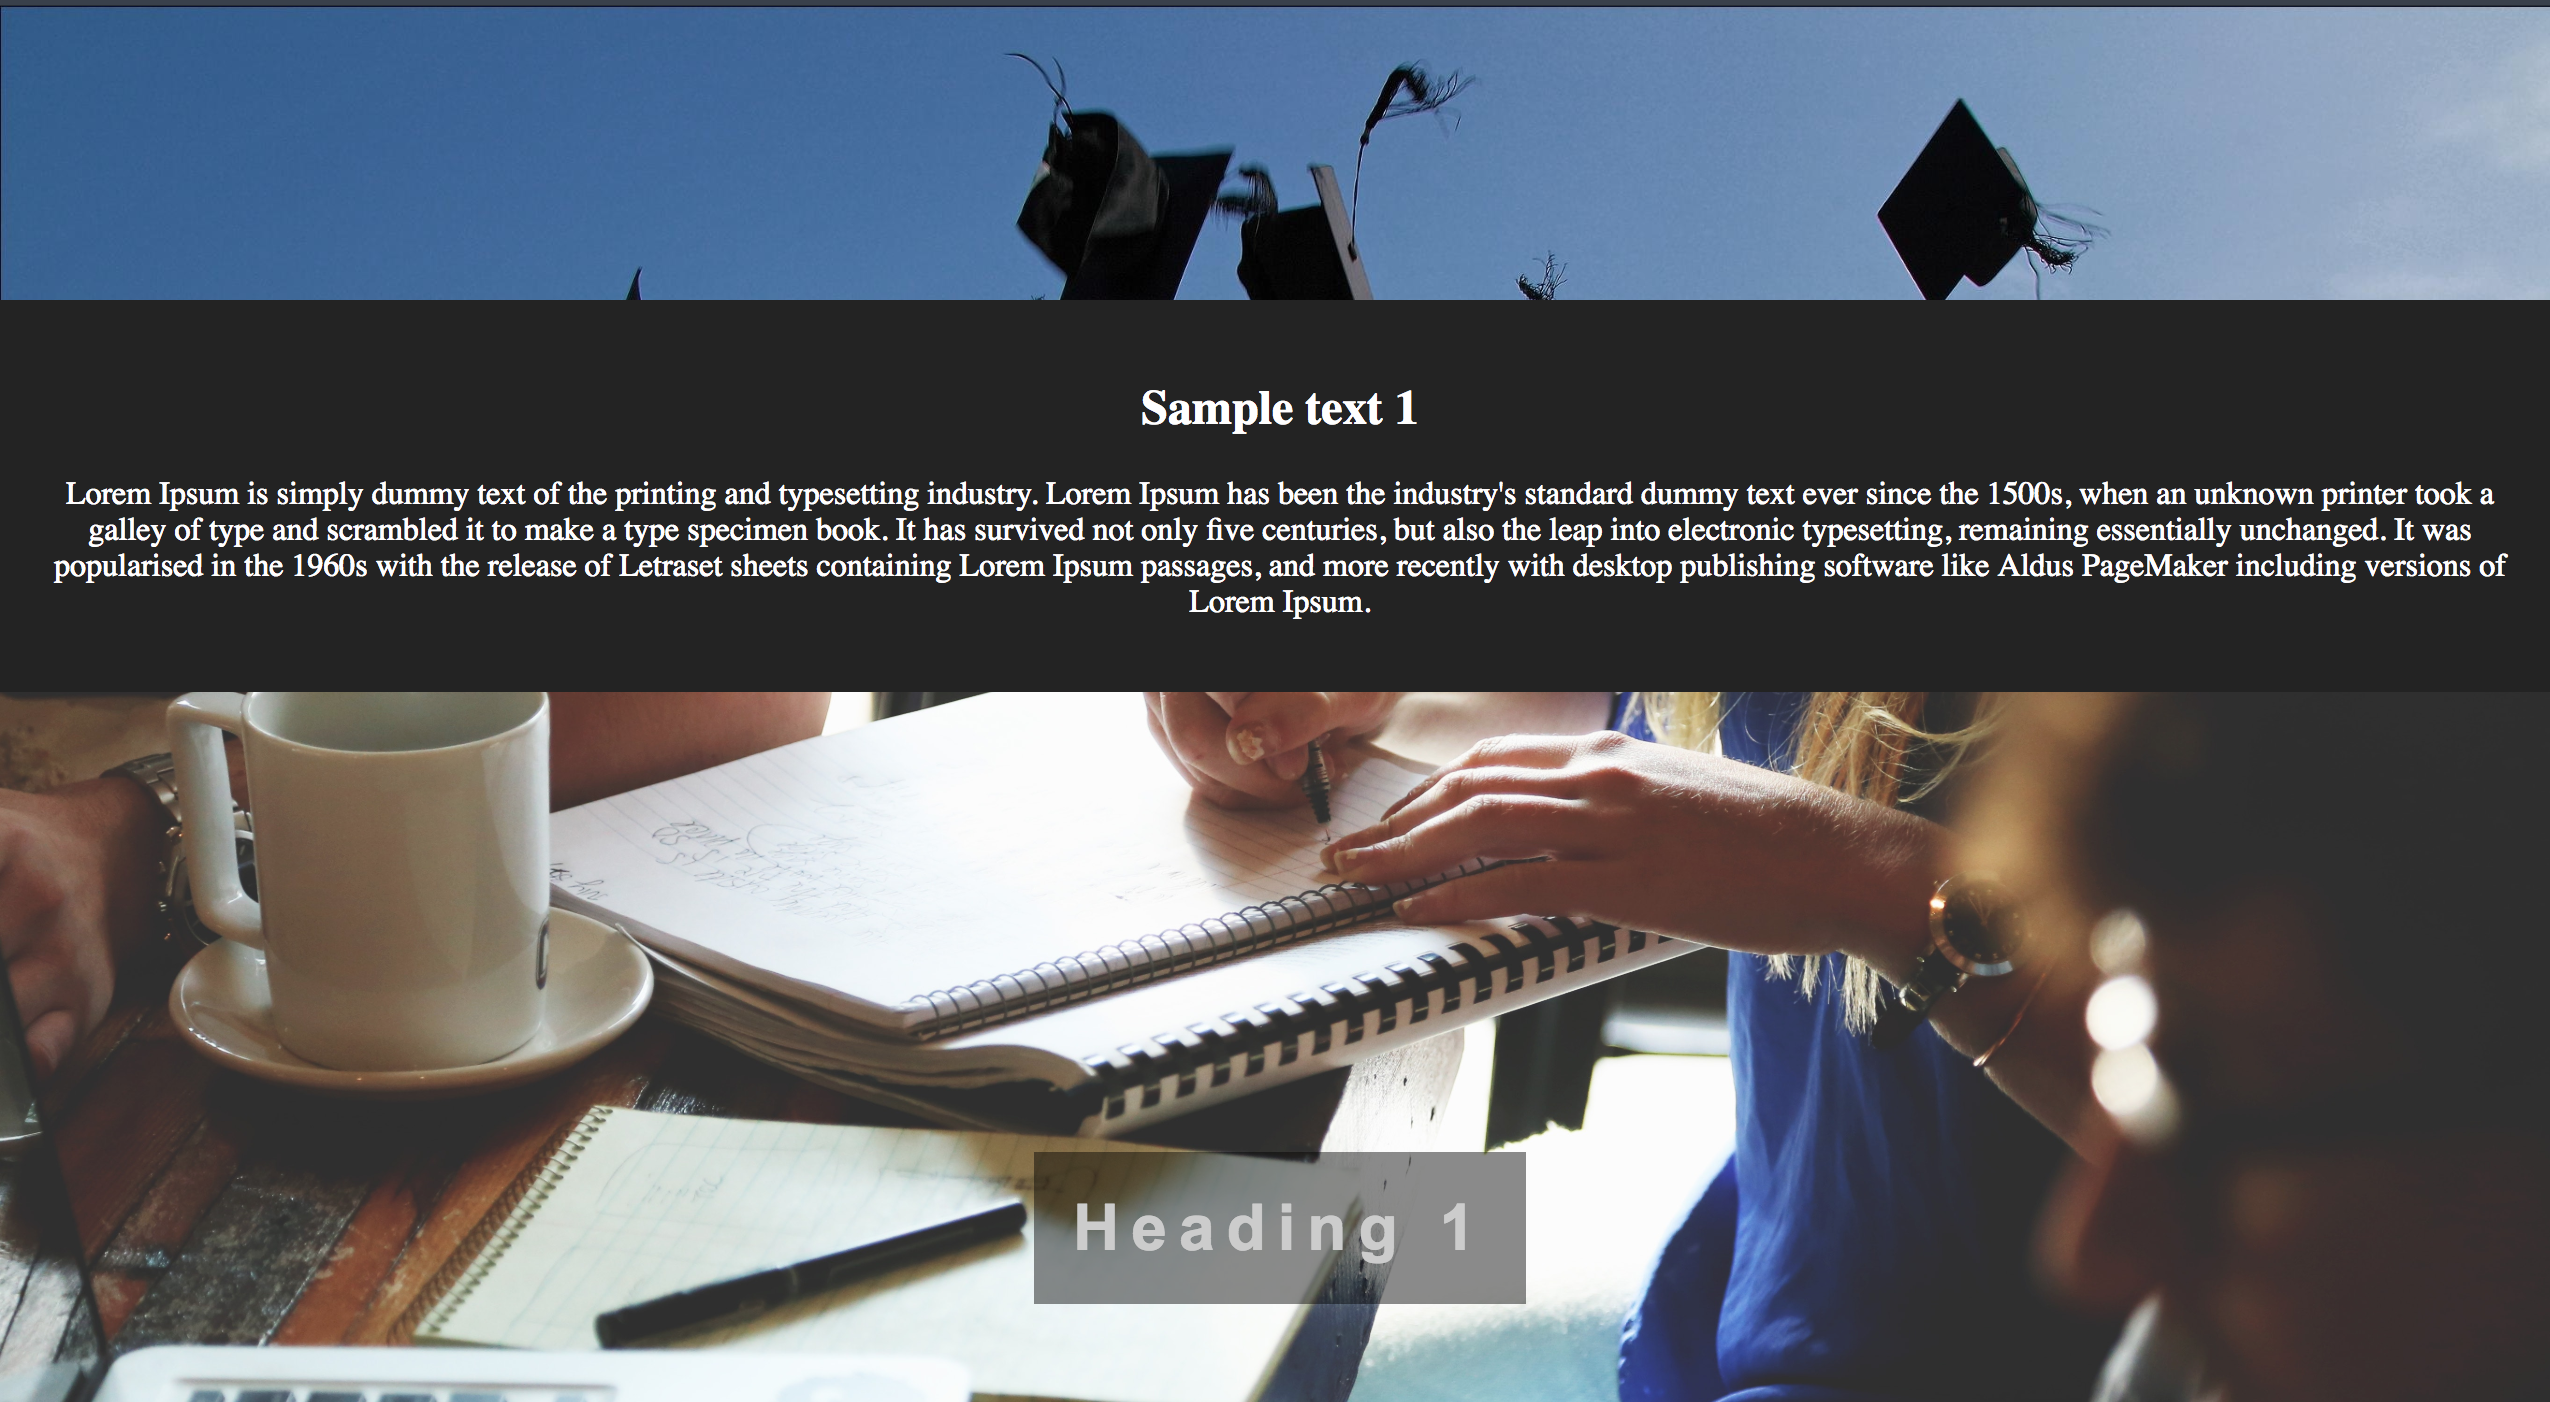 Sample text 1
Lorem Ipsum is simply dummy text of the printing and typesetting industry. Lorem Ipsum has been the industry's standard dummy text ever since the 1500s, when an unknown printer took a
galley of type and scrambled it to make a type specimen book. It has survived not only five centuries, but also the leap into electronic typesetting, remaining essentially unchanged. It was
popularised in the 1960s with the release of Letraset sheets containing Lorem Ipsum passages, and more recently with desktop publishing software like Aldus PageMaker including versions of
Lorem Ipsum.
Heading 1